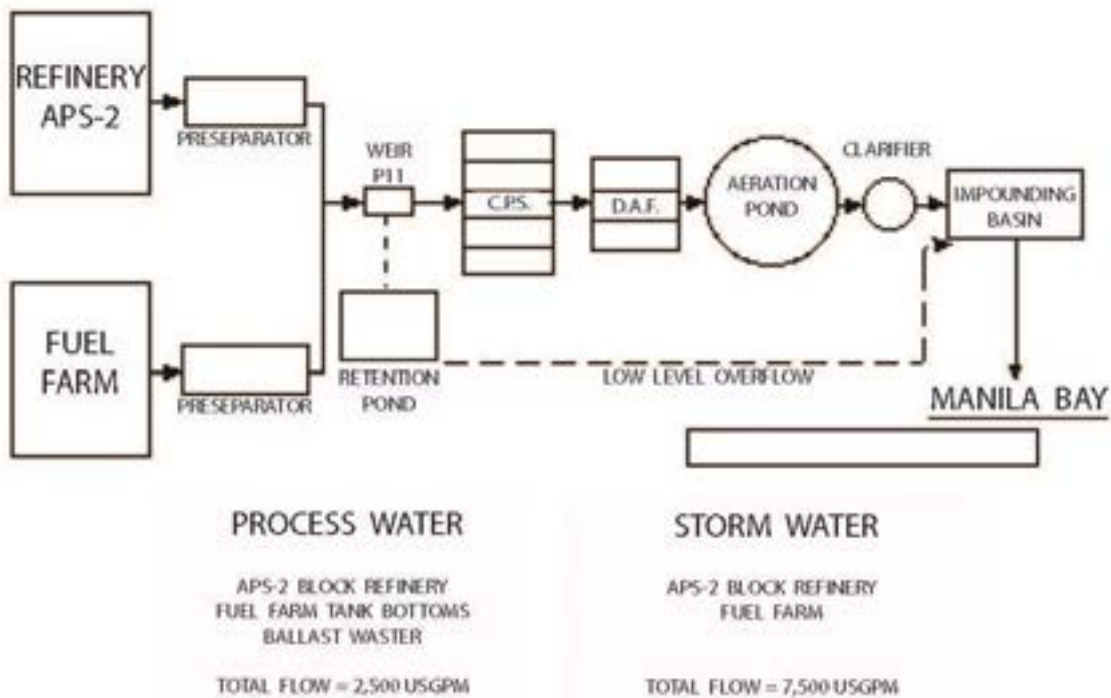 REFINERY
APS-2
PRESEPARATOR
WEIR
P11
C.P.S.
D.A.F.
AERATION
POND
CLARIFIER
IMPOUNDING
BASIN
FUEL
FARM
PRESEPARATOR
RETENTION
POND
LOW LEVEL OVERFLOW
MANILA BAY
PROCESS WATER
APS-2 BLOCK REFINERY
FUEL FARM TANK BOTTOMS
BALLAST WASTER
TOTAL FLOW = 2,500 USGPM
STORM WATER
APS-2 BLOCK REFINERY
FUEL FARM
TOTAL FLOW = 7,500 USGPM